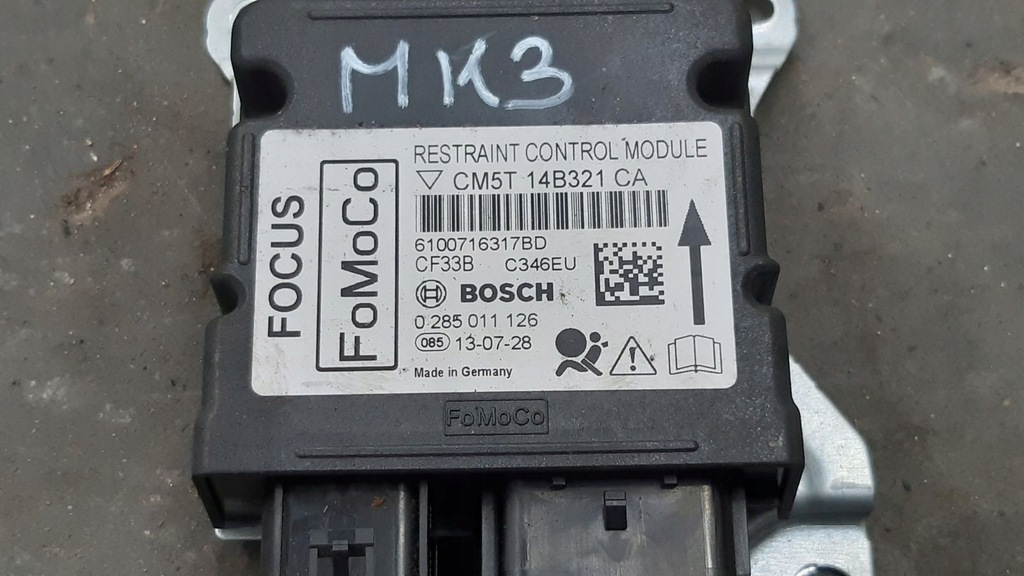 MK3
RESTRAINT CONTROL MODULE
CM5T 14B321 CA
6100716317BD
CF33B C346EU
BOSCH
0 285 011 126
085 13-07-28
Made in Germany
FOCUS
FoMoCo
FoMoCo